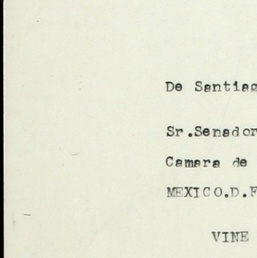 De Santiag
Sr.Senador
Camara de
MEXICO.D.F
VINE